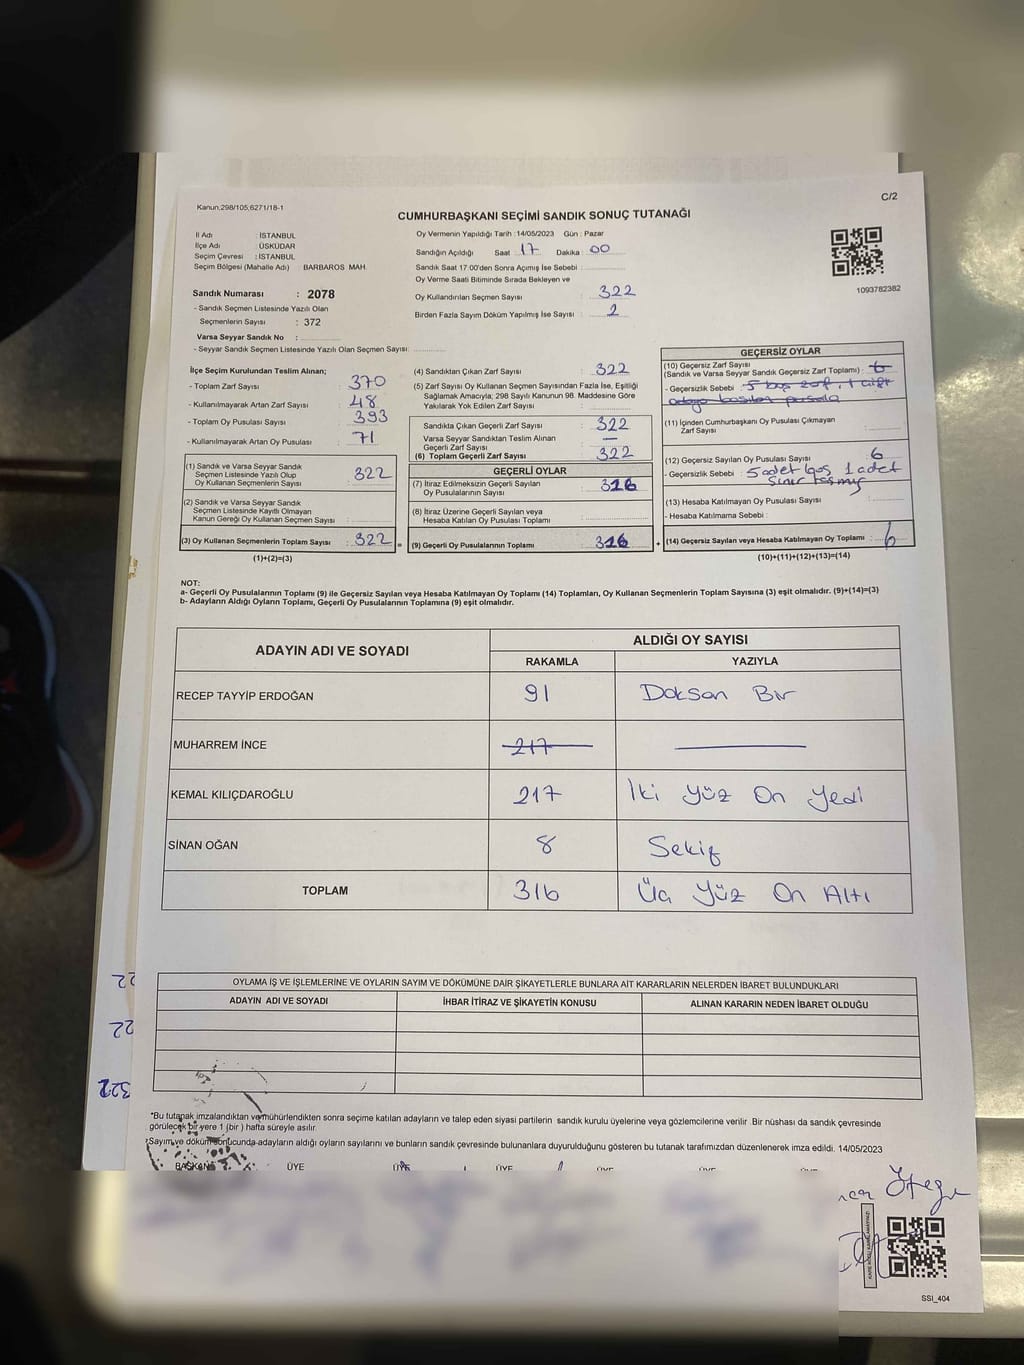 C/2
Kanun;298/105;6271/18-1
CUMHURBAŞKANI SEÇİMİ SANDIK SONUÇ TUTANAĞI
İl Adı : İSTANBUL
İlçe Adı : ÜSKÜDAR
Seçim Çevresi : İSTANBUL
Seçim Bölgesi (Mahalle Adı) : BARBAROS MAH.
Sandık Numarası : 2078
- Sandık Seçmen Listesinde Yazılı Olan
Seçmenlerin Sayısı : 372
Varsa Seyyar Sandık No :
- Seyyar Sandık Seçmen Listesinde Yazılı Olan Seçmen Sayısı:
Oy Vermenin Yapıldığı Tarih :14/05/2023 Gün : Pazar
Sandığın Açıldığı Saat 17 Dakika : 00
Sandık Saat 17:00'den Sonra Açımış İse Sebebi :
Oy Verme Saati Bitiminde Sırada Bekleyen ve
Oy Kullandırılan Seçmen Sayısı : 322
Birden Fazla Sayım Döküm Yapılmış İse Sayısı : 2
1093782382
İlçe Seçim Kurulundan Teslim Alınan;
- Toplam Zarf Sayısı : 370
- Kullanılmayarak Artan Zarf Sayısı : 48
- Toplam Oy Pusulası Sayısı : 393
- Kullanılmayarak Artan Oy Pusulası : 71
(1) Sandık ve Varsa Seyyar Sandık
Seçmen Listesinde Yazılı Olup
Oy Kullanan Seçmenlerin Sayısı : 322
(2) Sandık ve Varsa Seyyar Sandık
Seçmen Listesinde Kayıtlı Olmayan
Kanun Gereği Oy Kullanan Seçmen Sayısı :
(3) Oy Kullanan Seçmenlerin Toplam Sayısı : 322 =
(1)+(2)=(3)
(4) Sandıktan Çıkan Zarf Sayısı : 322
(5) Zarf Sayısı Oy Kullanan Seçmen Sayısından Fazla İse, Eşitliği
Sağlamak Amacıyla; 298 Sayılı Kanunun 98. Maddesine Göre
Yakılarak Yok Edilen Zarf Sayısı :
Sandıkta Çıkan Geçerli Zarf Sayısı : 322
Varsa Seyyar Sandıktan Teslim Alınan
Geçerli Zarf Sayısı : —
(6) Toplam Geçerli Zarf Sayısı : 322
GEÇERLİ OYLAR
(7) İtiraz Edilmeksizin Geçerli Sayılan
Oy Pusulalarının Sayısı : 316
(8) İtiraz Üzerine Geçerli Sayılan veya
Hesaba Katılan Oy Pusulası Toplamı :
(9) Geçerli Oy Pusulalarının Toplamı : 316 +
GEÇERSİZ OYLAR
(10) Geçersiz Zarf Sayısı
(Sandık ve Varsa Seyyar Sandık Geçersiz Zarf Toplamı) : 6
- Geçersizlik Sebebi : 5 boş zarf, 1 çift
adaya basılan pusula
(11) İçinden Cumhurbaşkanı Oy Pusulası Çıkmayan
Zarf Sayısı :
(12) Geçersiz Sayılan Oy Pusulası Sayısı : 6
- Geçersizlik Sebebi : 5 adet boş 1 adet
sınır taşmış
(13) Hesaba Katılmayan Oy Pusulası Sayısı :
- Hesaba Katılmama Sebebi :
(14) Geçersiz Sayılan veya Hesaba Katılmayan Oy Toplamı : 6
(10)+(11)+(12)+(13)=(14)
NOT:
a- Geçerli Oy Pusulalarının Toplamı (9) ile Geçersiz Sayılan veya Hesaba Katılmayan Oy Toplamı (14) Toplamları, Oy Kullanan Seçmenlerin Toplam Sayısına (3) eşit olmalıdır. (9)+(14)=(3)
b- Adayların Aldığı Oyların Toplamı, Geçerli Oy Pusulalarının Toplamına (9) eşit olmalıdır.
ADAYIN ADI VE SOYADI
ALDIĞI OY SAYISI
RAKAMLA YAZIYLA
RECEP TAYYİP ERDOĞAN 91 Doksan Bir
MUHARREM İNCE 217
KEMAL KILIÇDAROĞLU 217 İki Yüz On Yedi
SİNAN OĞAN 8 Sekiz
TOPLAM 316 Üç Yüz On Altı
OYLAMA İŞ VE İŞLEMLERİNE VE OYLARIN SAYIM VE DÖKÜMÜNE DAİR ŞİKAYETLERLE BUNLARA AİT KARARLARIN NELERDEN İBARET BULUNDUKLARI
ADAYIN ADI VE SOYADI İHBAR İTİRAZ VE ŞİKAYETİN KONUSU ALINAN KARARIN NEDEN İBARET OLDUĞU
22
22
322
*Bu tutanak imzalandıktan ve mühürlendikten sonra seçime katılan adayların ve talep eden siyasi partilerin sandık kurulu üyelerine veya gözlemcilerine verilir. Bir nüshası da sandık çevresinde
görülecek bir yere 1 (bir ) hafta süreyle asılır.
*Sayım ve döküm sonucunda adayların aldığı oyların sayılarını ve bunların sandık çevresinde bulunanlara duyurulduğunu gösteren bu tutanak tarafımızdan düzenlenerek imza edildi. 14/05/2023
BAŞKAN ÜYE ÜYE ÜYE ÜYE ÜYE ÜYE
SSI_404